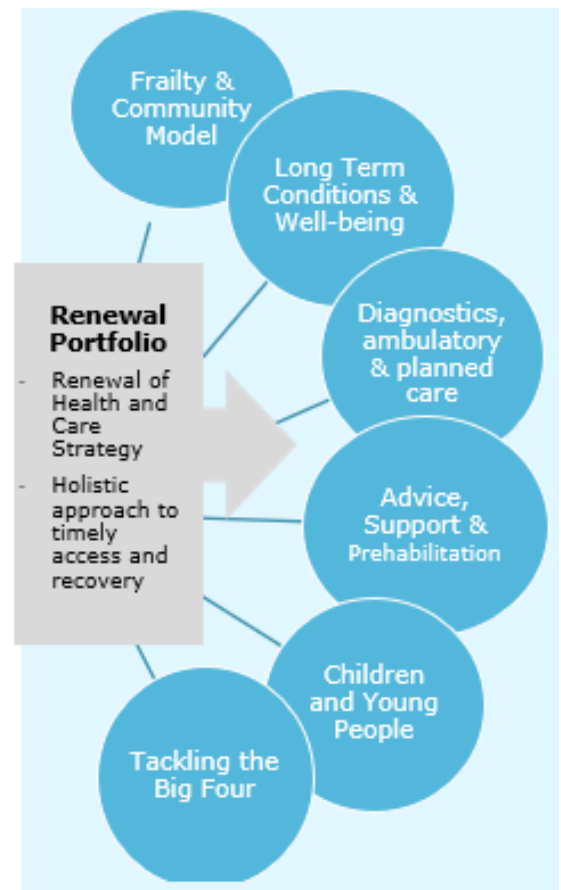 Frailty &
Community
Model
Long Term
Conditions &
Well-being
Diagnostics,
ambulatory
& planned
care
Renewal
Portfolio
- Renewal of
Health and
Care
Strategy
- Holistic
approach to
timely
access and
recovery
Advice,
Support &
Prehabilitation
Children
and Young
People
Tackling the
Big Four